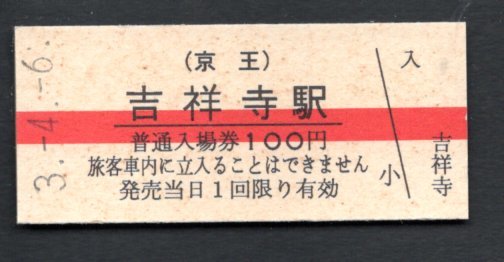 3.-4.-6.
（京王）
吉祥寺駅
普通入場券100円
旅客車内に立入ることはできません
発売当日1回限り有効
入
小
吉祥寺